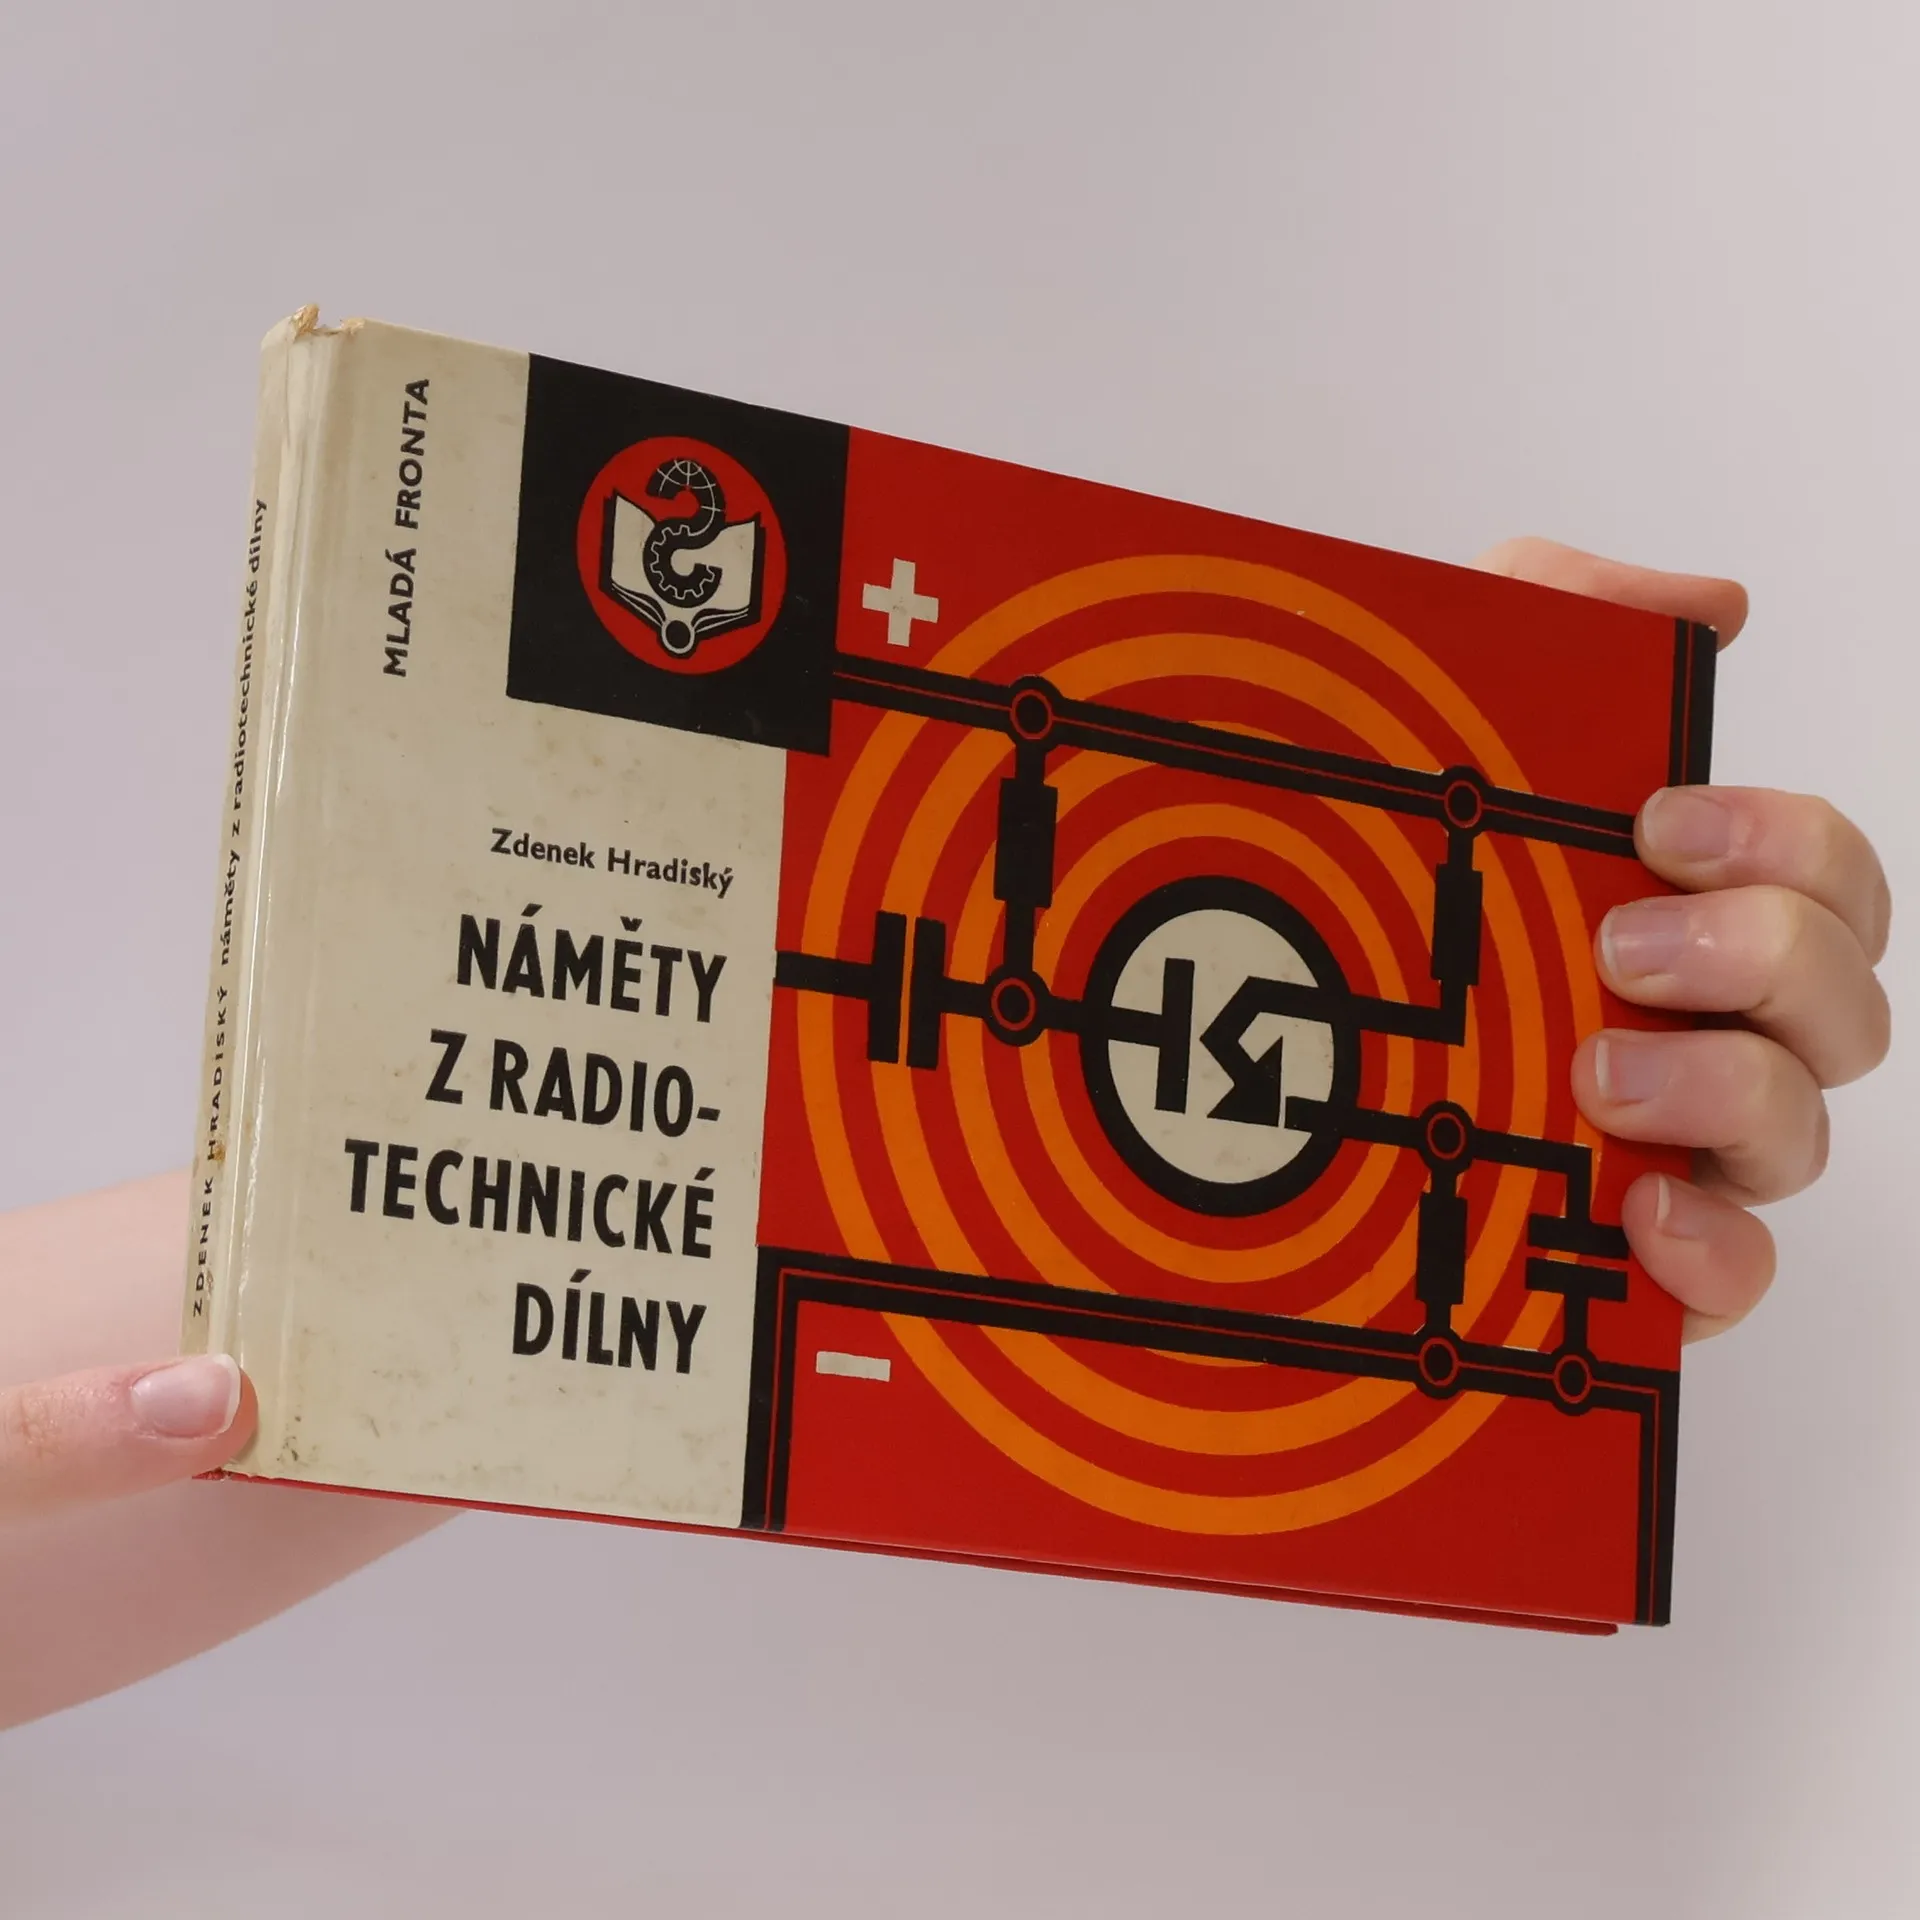 ZDENEK HRADISKÝ náměty z radiotechnické dílny
MLADÁ FRONTA
Zdenek Hradiský
NÁMĚTY
Z RADIO-
TECHNICKÉ
DÍLNY
+
-